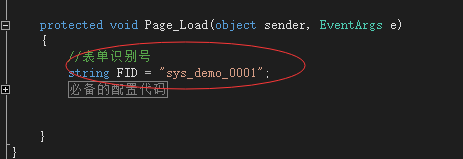 protected void Page_Load(object sender, EventArgs e)
{
//表单识别号
string FID = "sys_demo_0001";
必备的配置代码
}
}